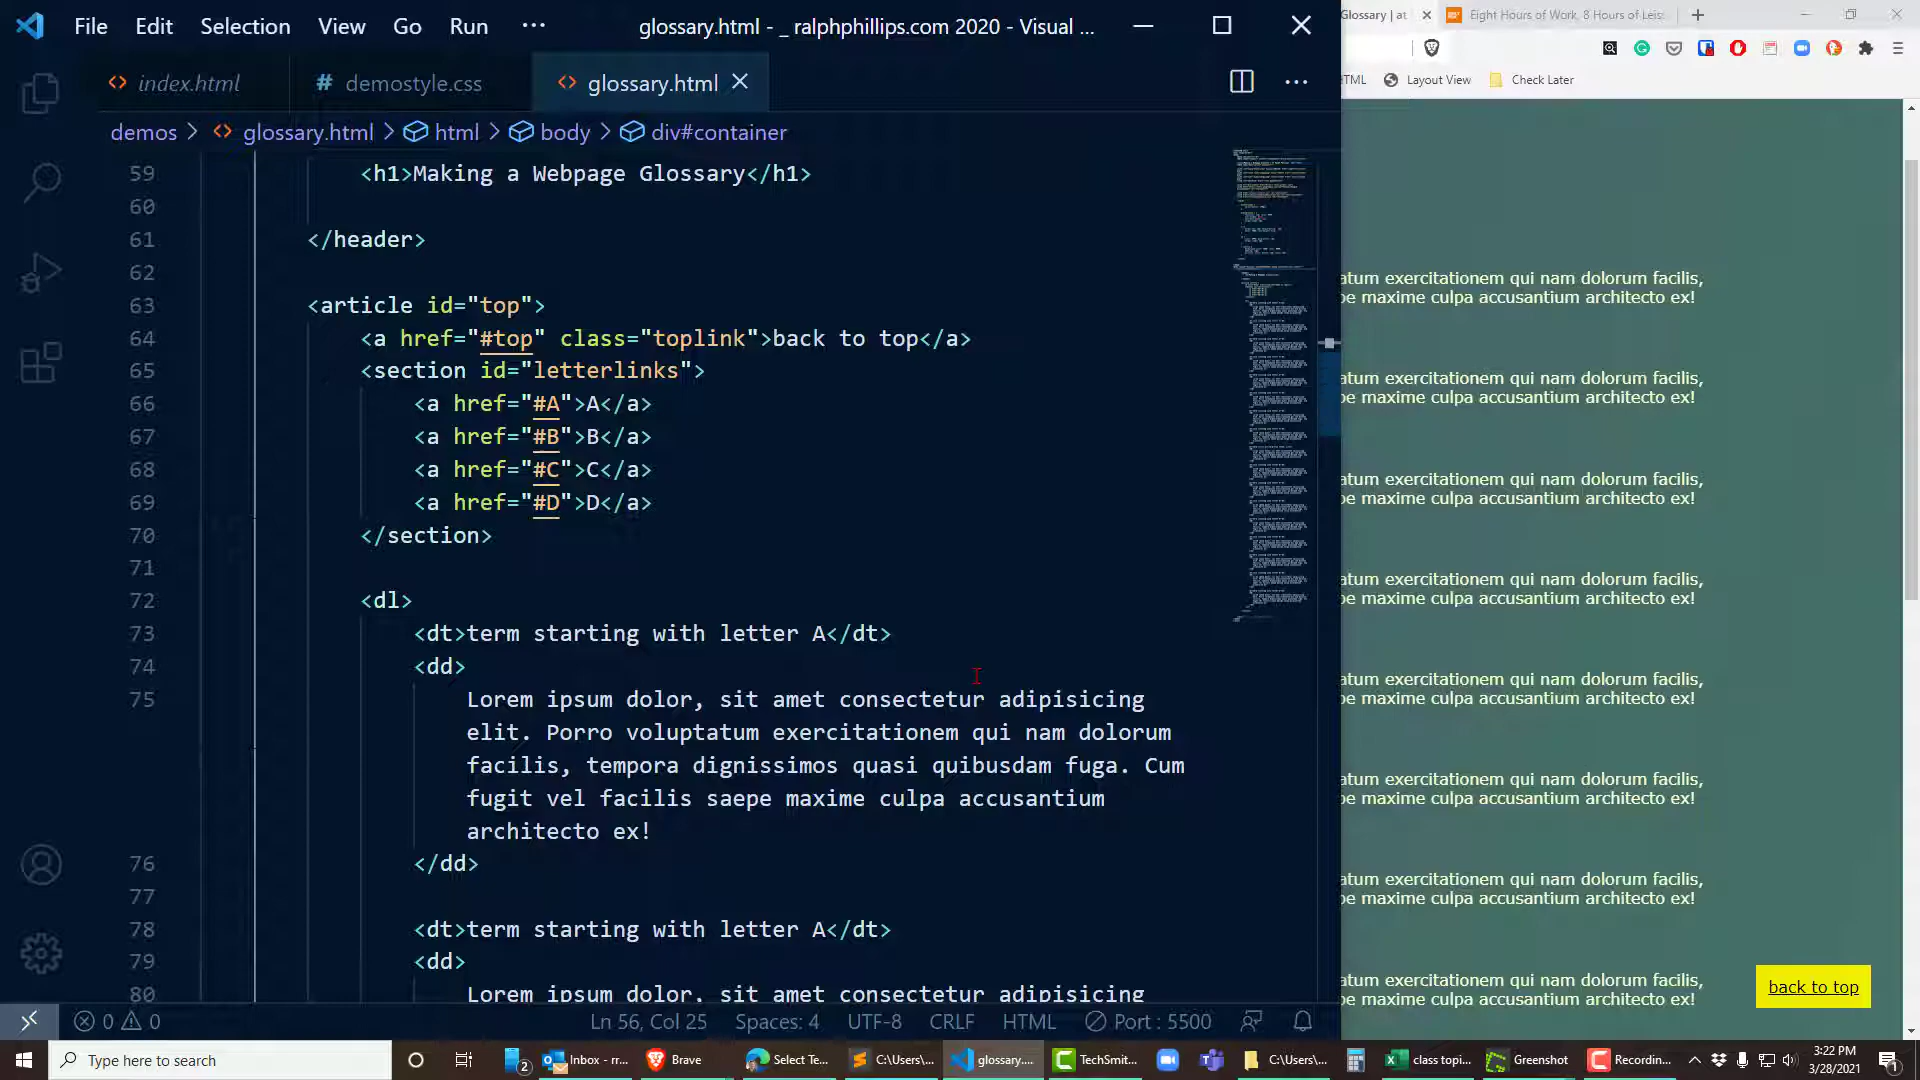 File Edit Selection View Go Run ··· glossary.html - _ ralphphillips.com 2020 - Visual ...
index.html # demostyle.css glossary.html
demos > glossary.html > html > body > div#container
59 <h1>Making a Webpage Glossary</h1>
60
61 </header>
62
63 <article id="top">
64 <a href="#top" class="toplink">back to top</a>
65 <section id="letterlinks">
66 <a href="#A">A</a>
67 <a href="#B">B</a>
68 <a href="#C">C</a>
69 <a href="#D">D</a>
70 </section>
71
72 <dl>
73 <dt>term starting with letter A</dt>
74 <dd>
75 Lorem ipsum dolor, sit amet consectetur adipisicing
elit. Porro voluptatum exercitationem qui nam dolorum
facilis, tempora dignissimos quasi quibusdam fuga. Cum
fugit vel facilis saepe maxime culpa accusantium
architecto ex!
76 </dd>
77
78 <dt>term starting with letter A</dt>
79 <dd>
80 Lorem ipsum dolor, sit amet consectetur adipisicing
0 0 Ln 56, Col 25 Spaces: 4 UTF-8 CRLF HTML Port : 5500
Glossary | at Eight Hours of Work, 8 Hours of Leis
HTML Layout View Check Later
atum exercitationem qui nam dolorum facilis,
pe maxime culpa accusantium architecto ex!
atum exercitationem qui nam dolorum facilis,
pe maxime culpa accusantium architecto ex!
atum exercitationem qui nam dolorum facilis,
pe maxime culpa accusantium architecto ex!
atum exercitationem qui nam dolorum facilis,
pe maxime culpa accusantium architecto ex!
atum exercitationem qui nam dolorum facilis,
pe maxime culpa accusantium architecto ex!
atum exercitationem qui nam dolorum facilis,
pe maxime culpa accusantium architecto ex!
atum exercitationem qui nam dolorum facilis,
pe maxime culpa accusantium architecto ex!
atum exercitationem qui nam dolorum facilis,
pe maxime culpa accusantium architecto ex!
back to top
Type here to search 2 Inbox - rr... Brave Select Te... C:\Users\... glossary.... TechSmit... C:\Users\... class topi... Greenshot Recordin... 3:22 PM
3/28/2021 1